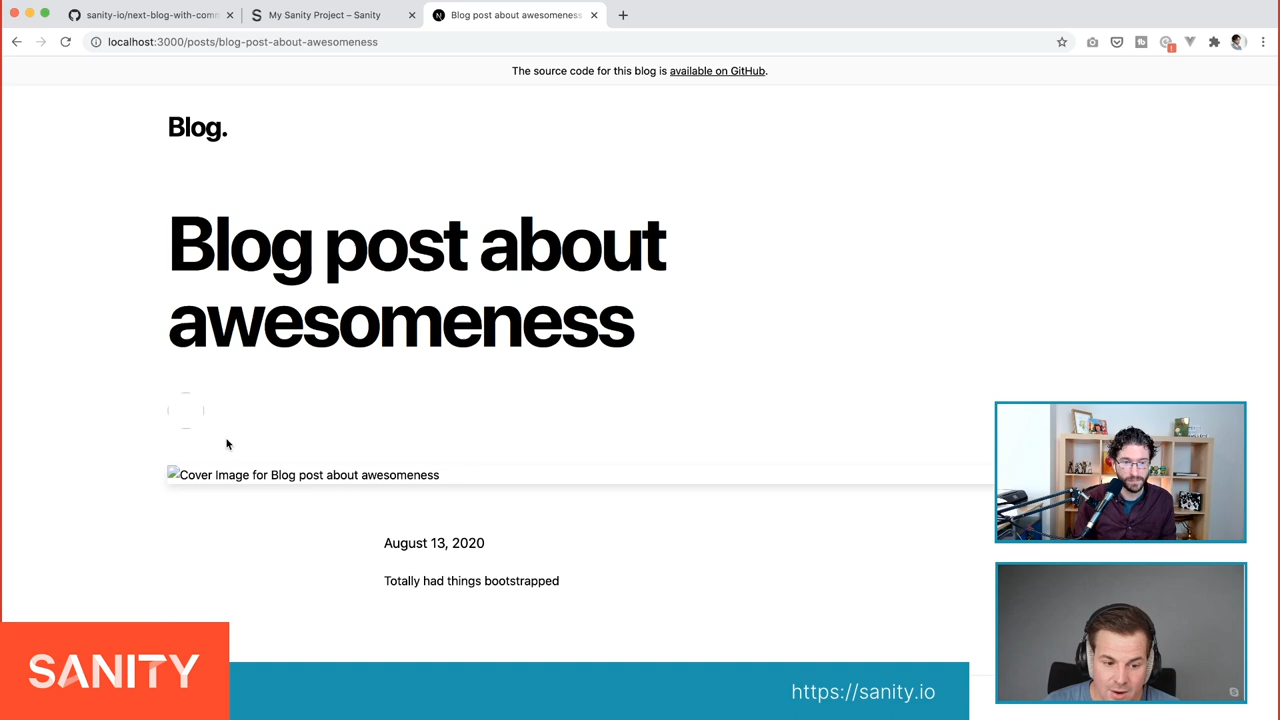 sanity-io/next-blog-with-comm
My Sanity Project – Sanity
Blog post about awesomeness
localhost:3000/posts/blog-post-about-awesomeness
The source code for this blog is available on GitHub.
Blog.
Blog post about
awesomeness
Cover Image for Blog post about awesomeness
August 13, 2020
Totally had things bootstrapped
SANITY
https://sanity.io